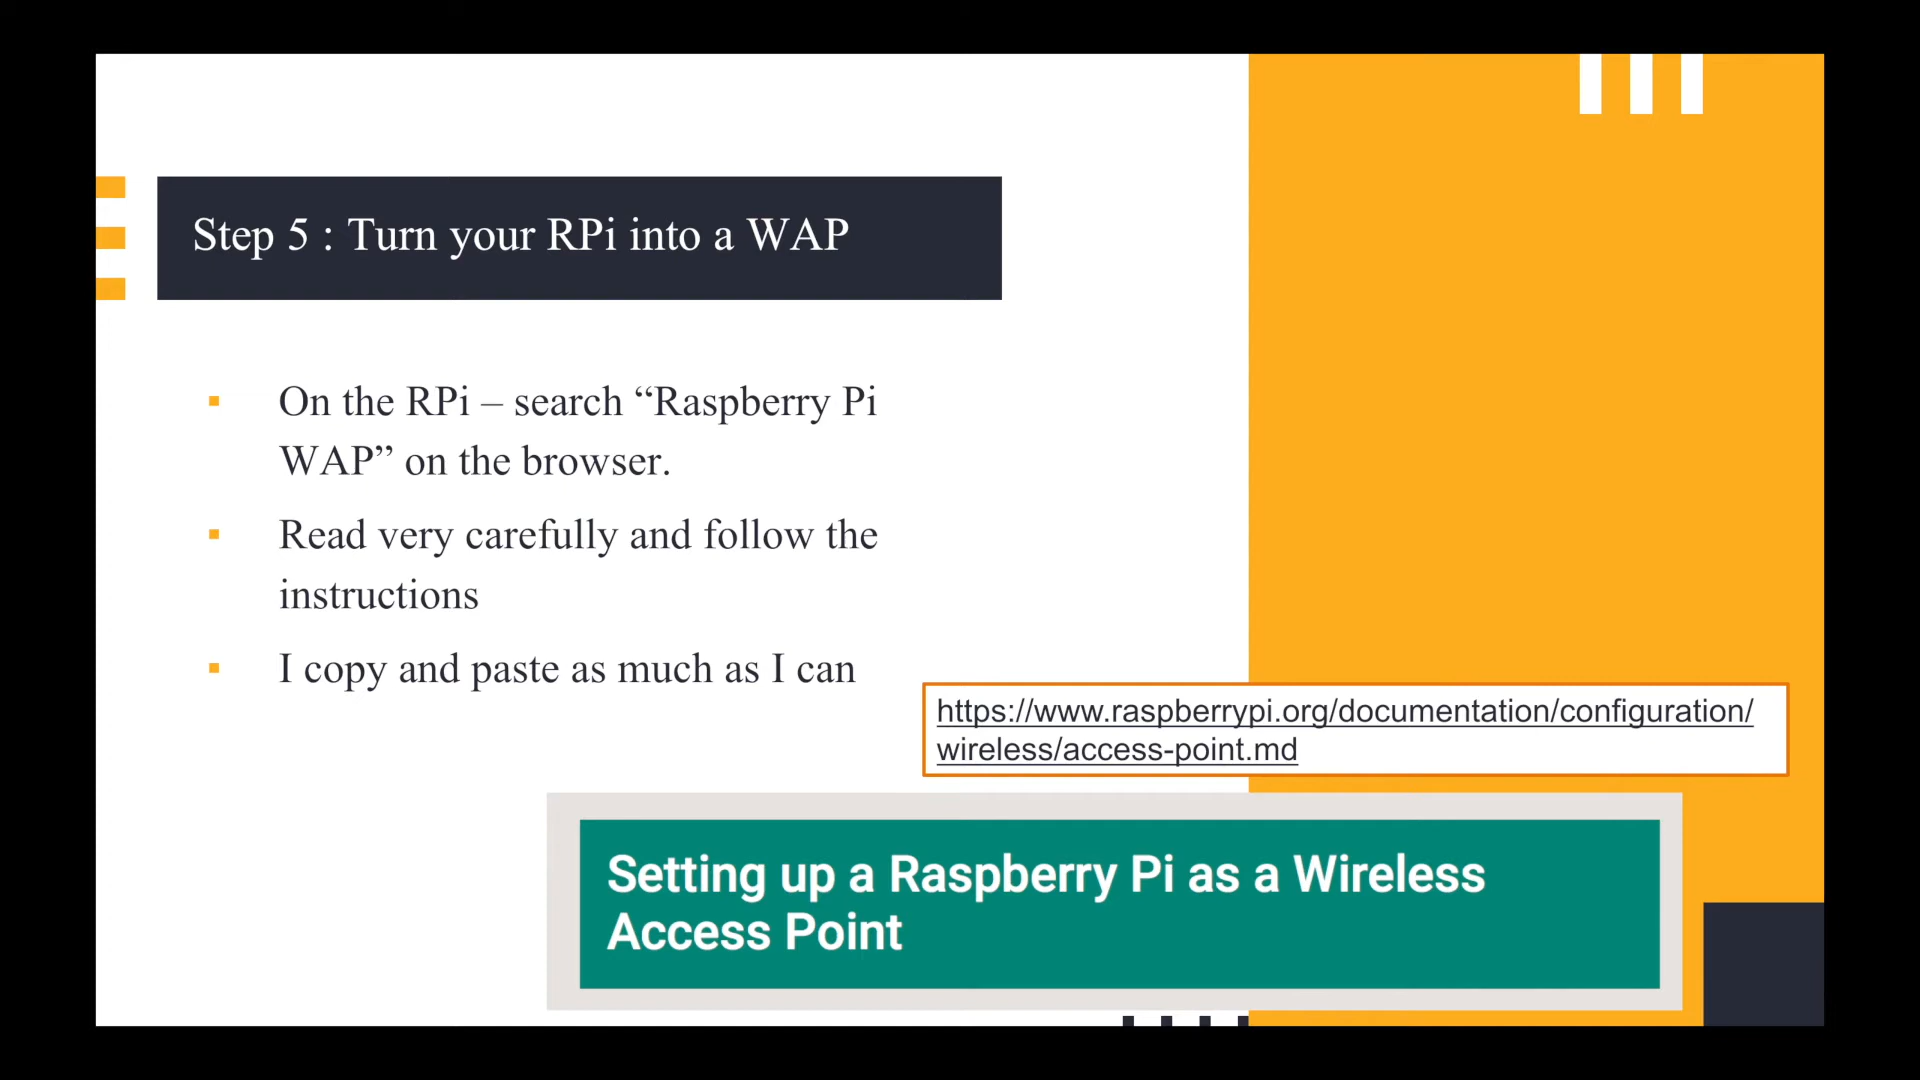 Step 5 : Turn your RPi into a WAP
On the RPi – search “Raspberry Pi
WAP” on the browser.
Read very carefully and follow the
instructions
I copy and paste as much as I can
https://www.raspberrypi.org/documentation/configuration/
wireless/access-point.md
Setting up a Raspberry Pi as a Wireless
Access Point